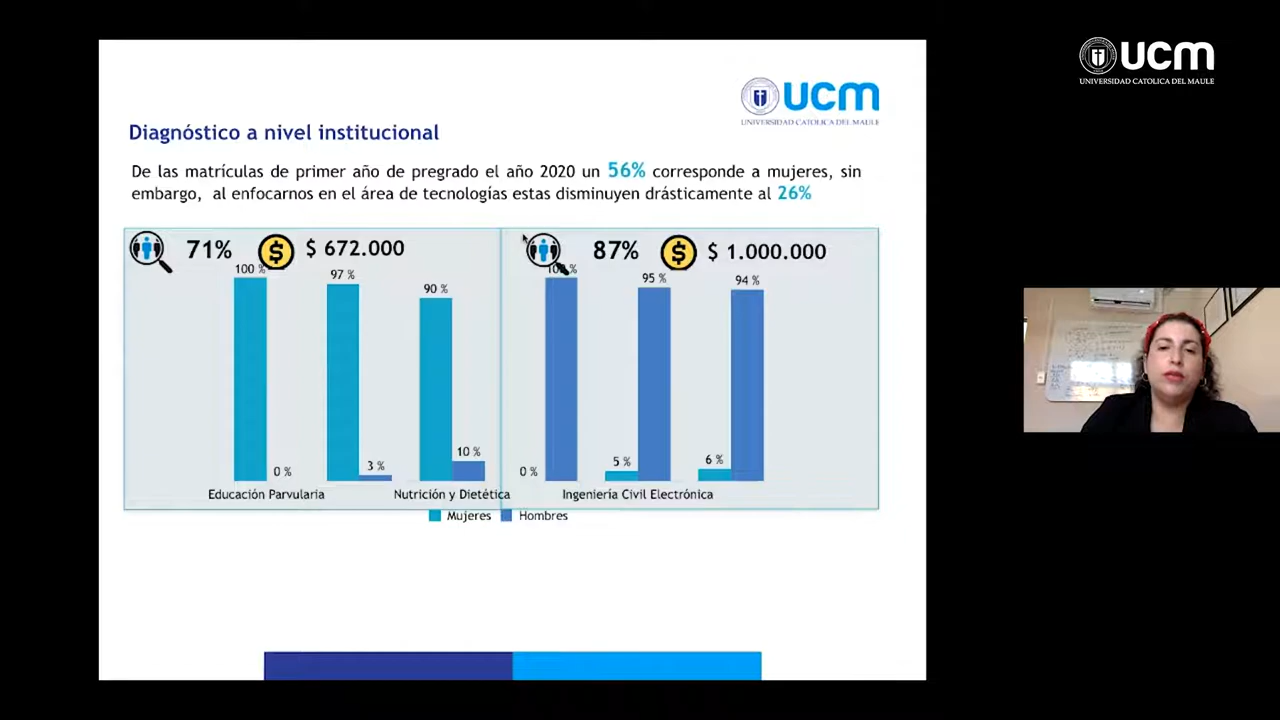 ucm
UNIVERSIDAD CATOLICA DEL MAULE
ucm
UNIVERSIDAD CATOLICA DEL MAULE
Diagnóstico a nivel institucional
De las matrículas de primer año de pregrado el año 2020 un 56% corresponde a mujeres, sin
embargo, al enfocarnos en el área de tecnologías estas disminuyen drásticamente al 26%
71% $ $ 672.000
87% $ $ 1.000.000
100 % 97 % 90 %
0 % 3 % 10 %
100 % 95 % 94 %
0 % 5 % 6 %
Educación Parvularia Nutrición y Dietética Ingeniería Civil Electrónica
Mujeres Hombres